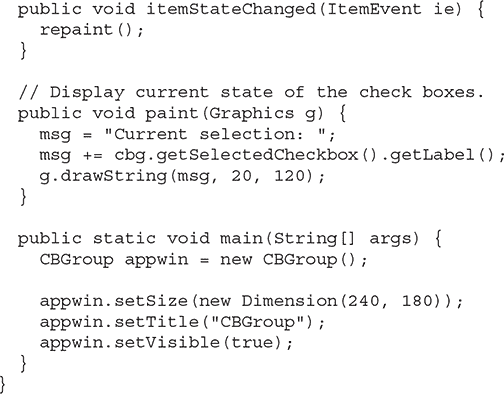 public void itemStateChanged(ItemEvent ie) {
    repaint();
  }

  // Display current state of the check boxes.
  public void paint(Graphics g) {
    msg = "Current selection: ";
    msg += cbg.getSelectedCheckbox().getLabel();
    g.drawString(msg, 20, 120);
  }

  public static void main(String[] args) {
    CBGroup appwin = new CBGroup();

    appwin.setSize(new Dimension(240, 180));
    appwin.setTitle("CBGroup");
    appwin.setVisible(true);
  }
}